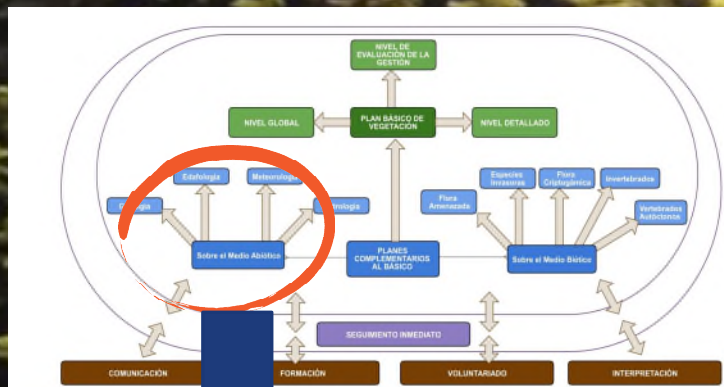 NIVEL DE
EVALUACIÓN DE LA
GESTIÓN
NIVEL GLOBAL
PLAN BÁSICO DE
VEGETACIÓN
NIVEL DETALLADO
Edafología
Meteorología
Especies
Invasoras
Flora
Criptogámica
Invertebrados
Flora
Amenazada
Vertebrados
Autóctonos
Sobre el Medio Abiótico
PLANES
COMPLEMENTARIOS
AL BÁSICO
Sobre el Medio Biótico
SEGUIMIENTO INMEDIATO
COMUNICACIÓN
FORMACIÓN
VOLUNTARIADO
INTERPRETACIÓN